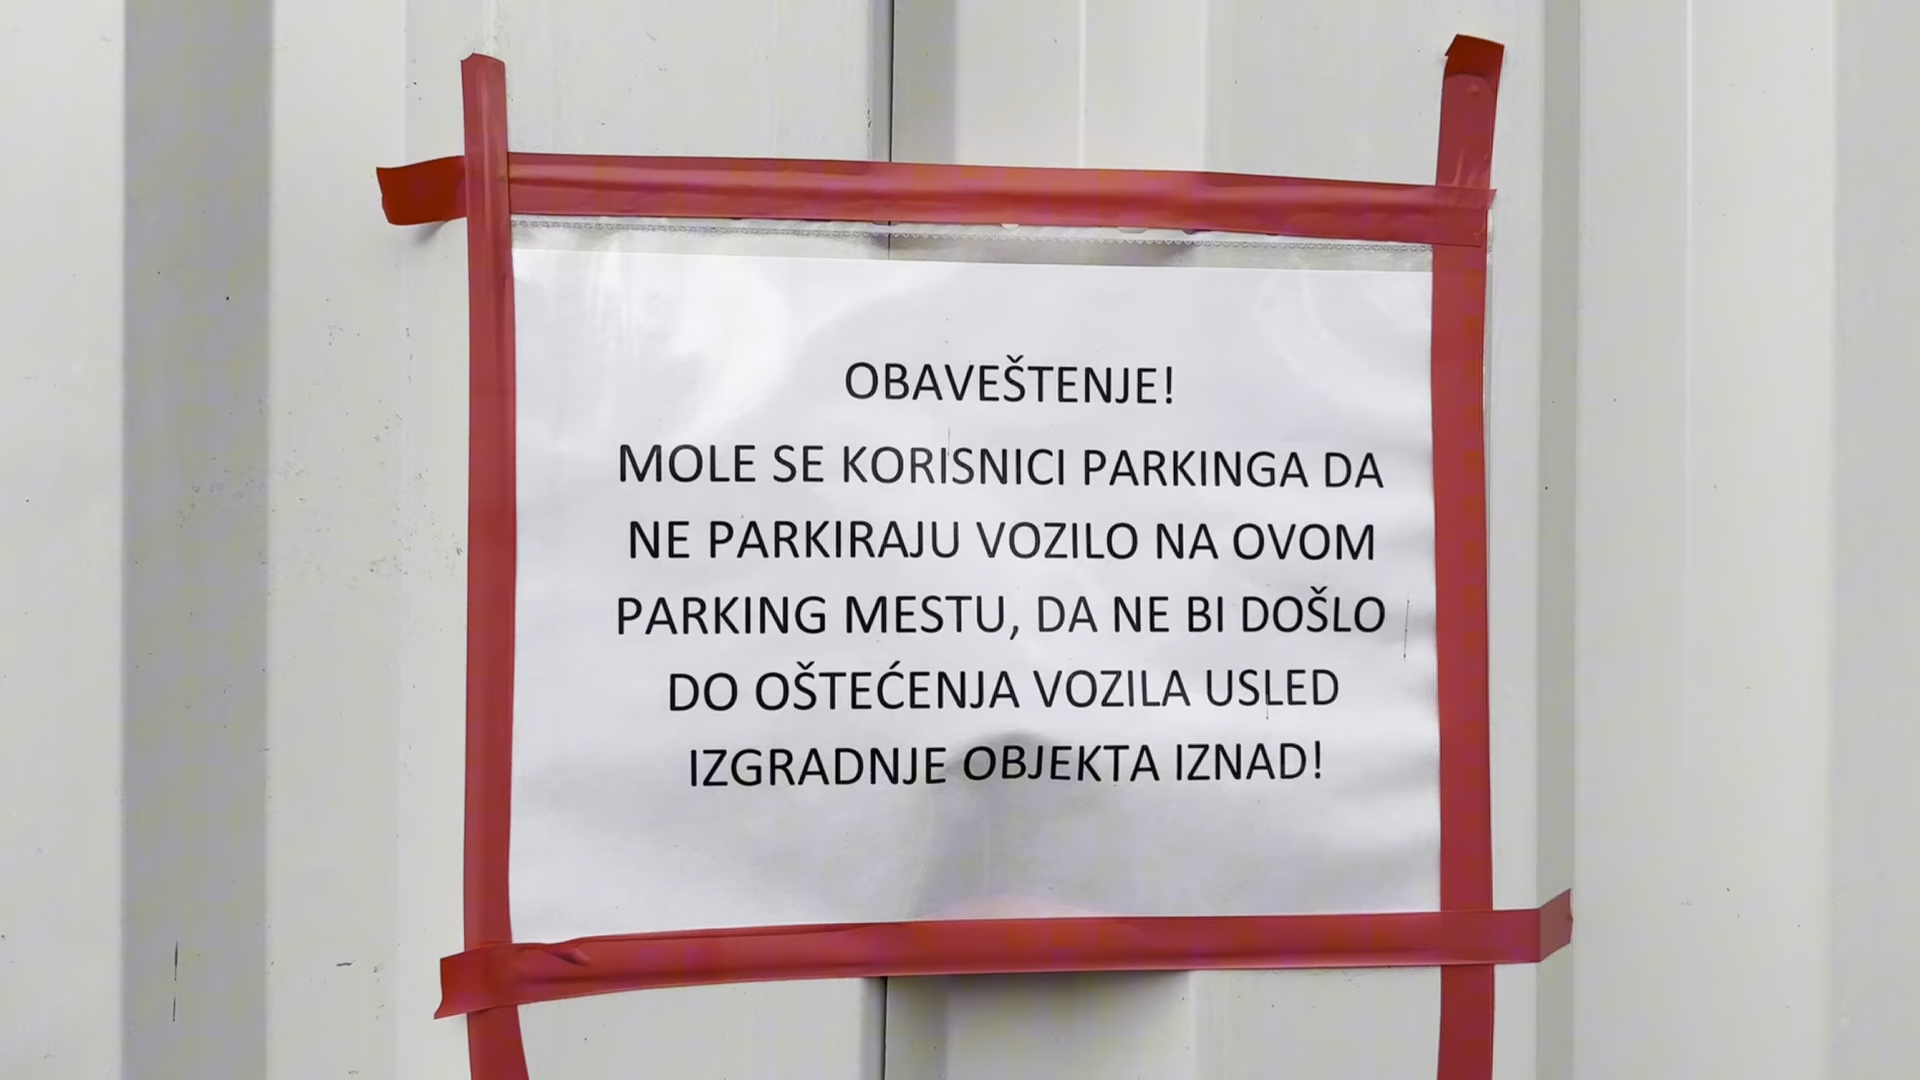 OBAVEŠTENJE!
MOLE SE KORISNICI PARKINGA DA
NE PARKIRAJU VOZILO NA OVOM
PARKING MESTU, DA NE BI DOŠLO
DO OŠTEĆENJA VOZILA USLED
IZGRADNJE OBJEKTA IZNAD!